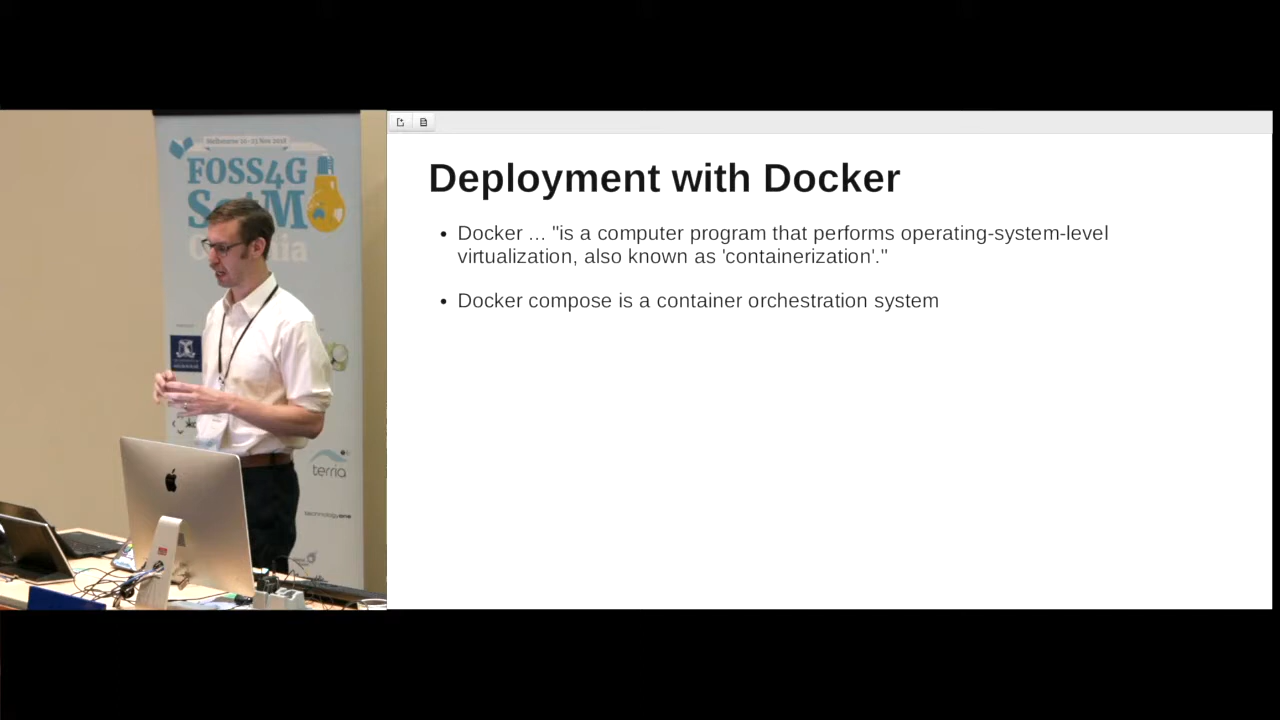 FOSS4G
SotM
terria
Deployment with Docker
• Docker ... "is a computer program that performs operating-system-level
virtualization, also known as 'containerization'."
• Docker compose is a container orchestration system